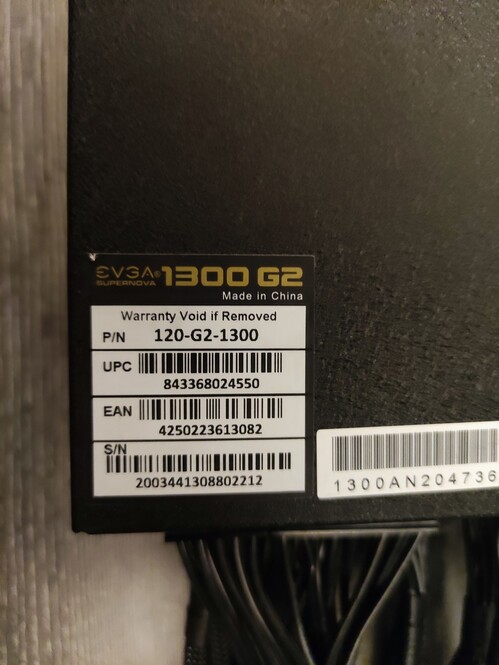 EVGA® 1300 G2
SUPERNOVA
Made in China
Warranty Void if Removed
P/N 120-G2-1300
UPC
843368024550
EAN
4250223613082
S/N
2003441308802212
1300AN204736